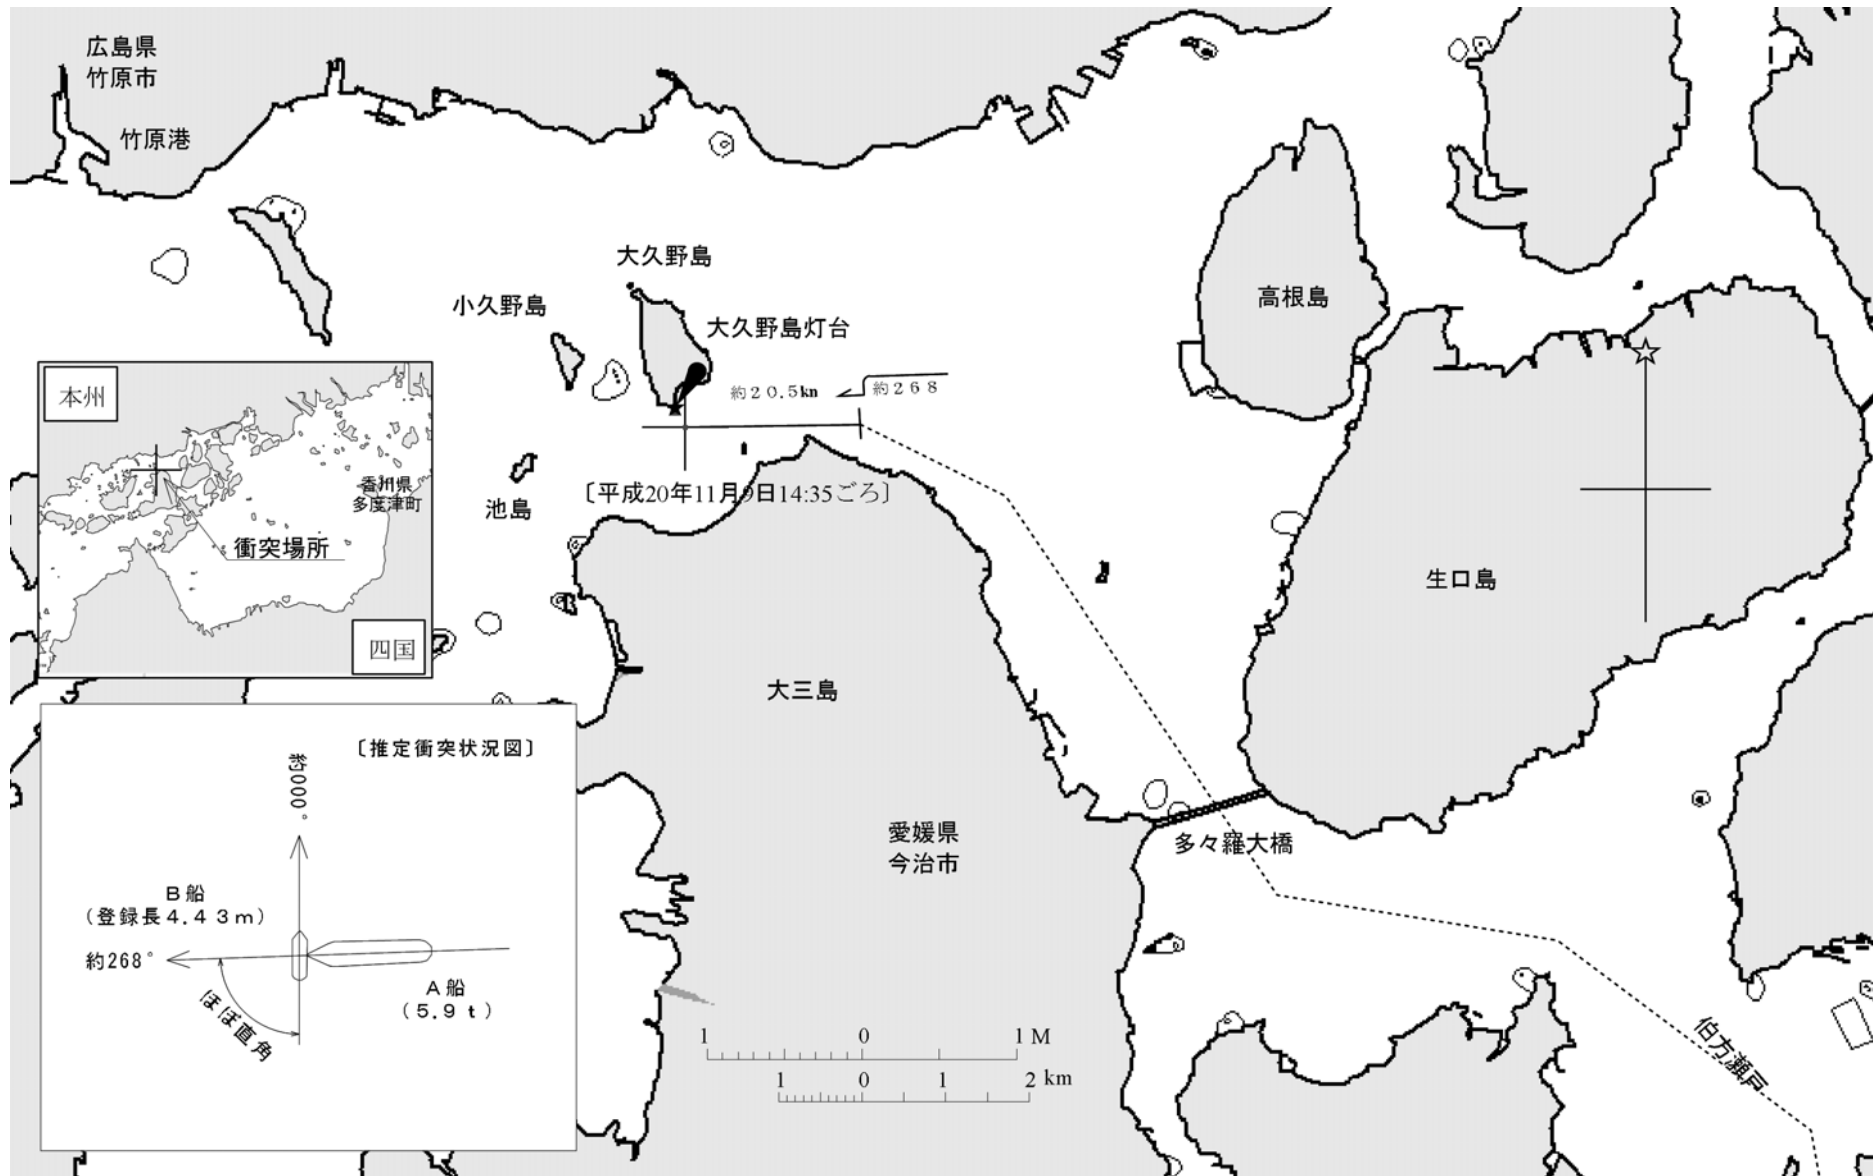 広島県
竹原市
竹原港
大久野島
小久野島
大久野島灯台
高根島
約20.5kn
約268
本州
香川県
多度津町
池島
〔平成20年11月9日14:35ごろ〕
衝突場所
生口島
四国
大三島
〔推定衝突状況図〕
約000°
愛媛県
今治市
多々羅大橋
B船
(登録長4.43m)
約268°
A船
(5.9t)
ほぼ直角
伯方瀬戸
1 0 1 M
1 0 1 2 km